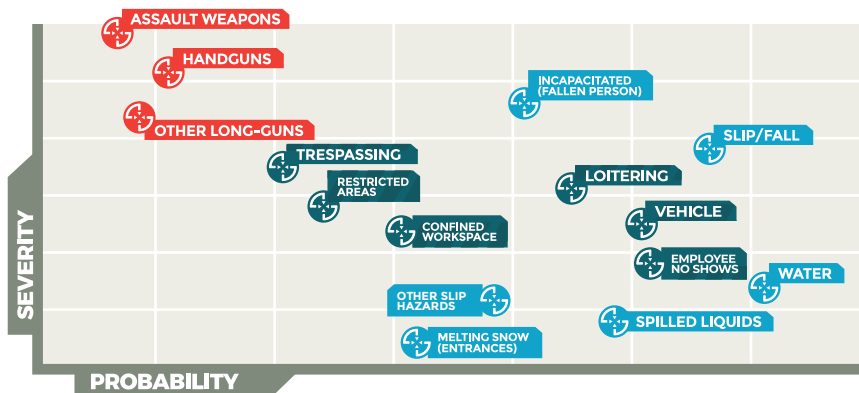 ASSAULT WEAPONS
HANDGUNS
INCAPACITATED
(FALLEN PERSON)
OTHER LONG-GUNS
SLIP/FALL
TRESPASSING
RESTRICTED
AREAS
LOITERING
VEHICLE
CONFINED
WORKSPACE
EMPLOYEE
NO SHOWS
WATER
OTHER SLIP
HAZARDS
SPILLED LIQUIDS
MELTING SNOW
(ENTRANCES)
SEVERITY
PROBABILITY